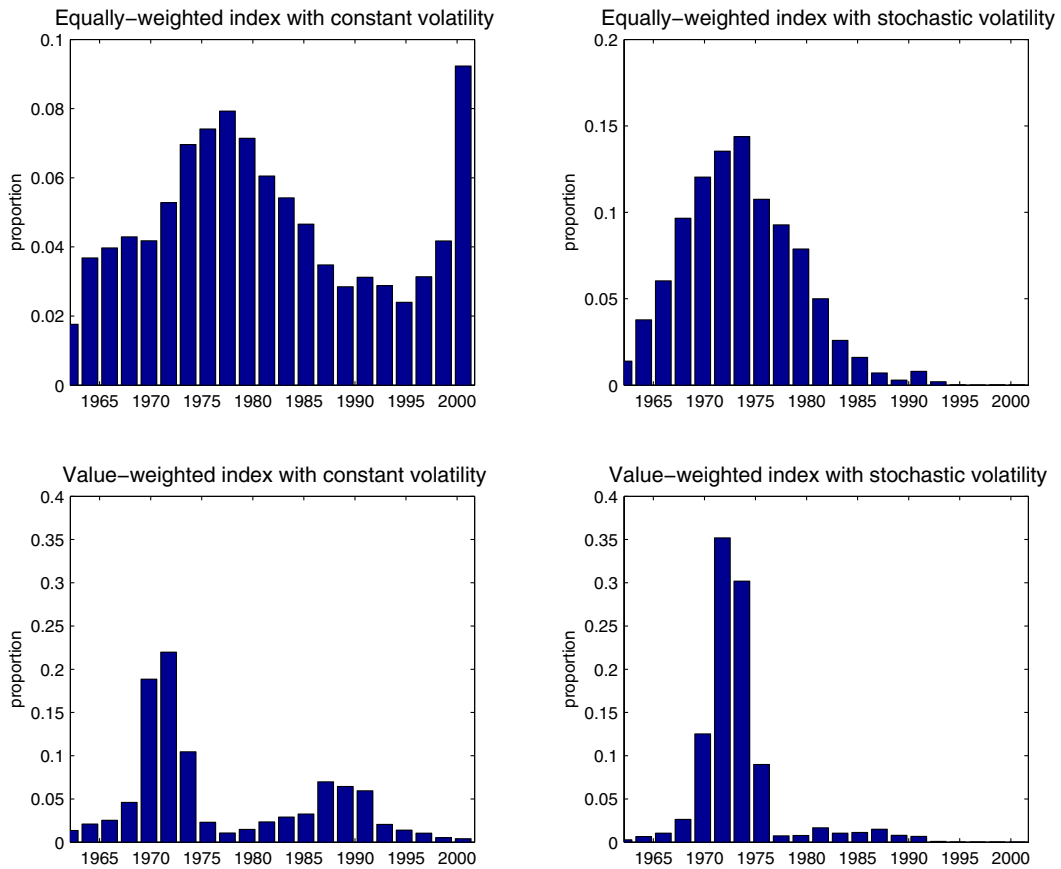 Equally−weighted index with constant volatility
0.1
0.08
0.06
0.04
0.02
0
proportion
1965 1970 1975 1980 1985 1990 1995 2000
Equally−weighted index with stochastic volatility
0.2
0.15
0.1
0.05
0
proportion
1965 1970 1975 1980 1985 1990 1995 2000
Value−weighted index with constant volatility
0.4
0.35
0.3
0.25
0.2
0.15
0.1
0.05
0
proportion
1965 1970 1975 1980 1985 1990 1995 2000
Value−weighted index with stochastic volatility
0.4
0.35
0.3
0.25
0.2
0.15
0.1
0.05
0
proportion
1965 1970 1975 1980 1985 1990 1995 2000